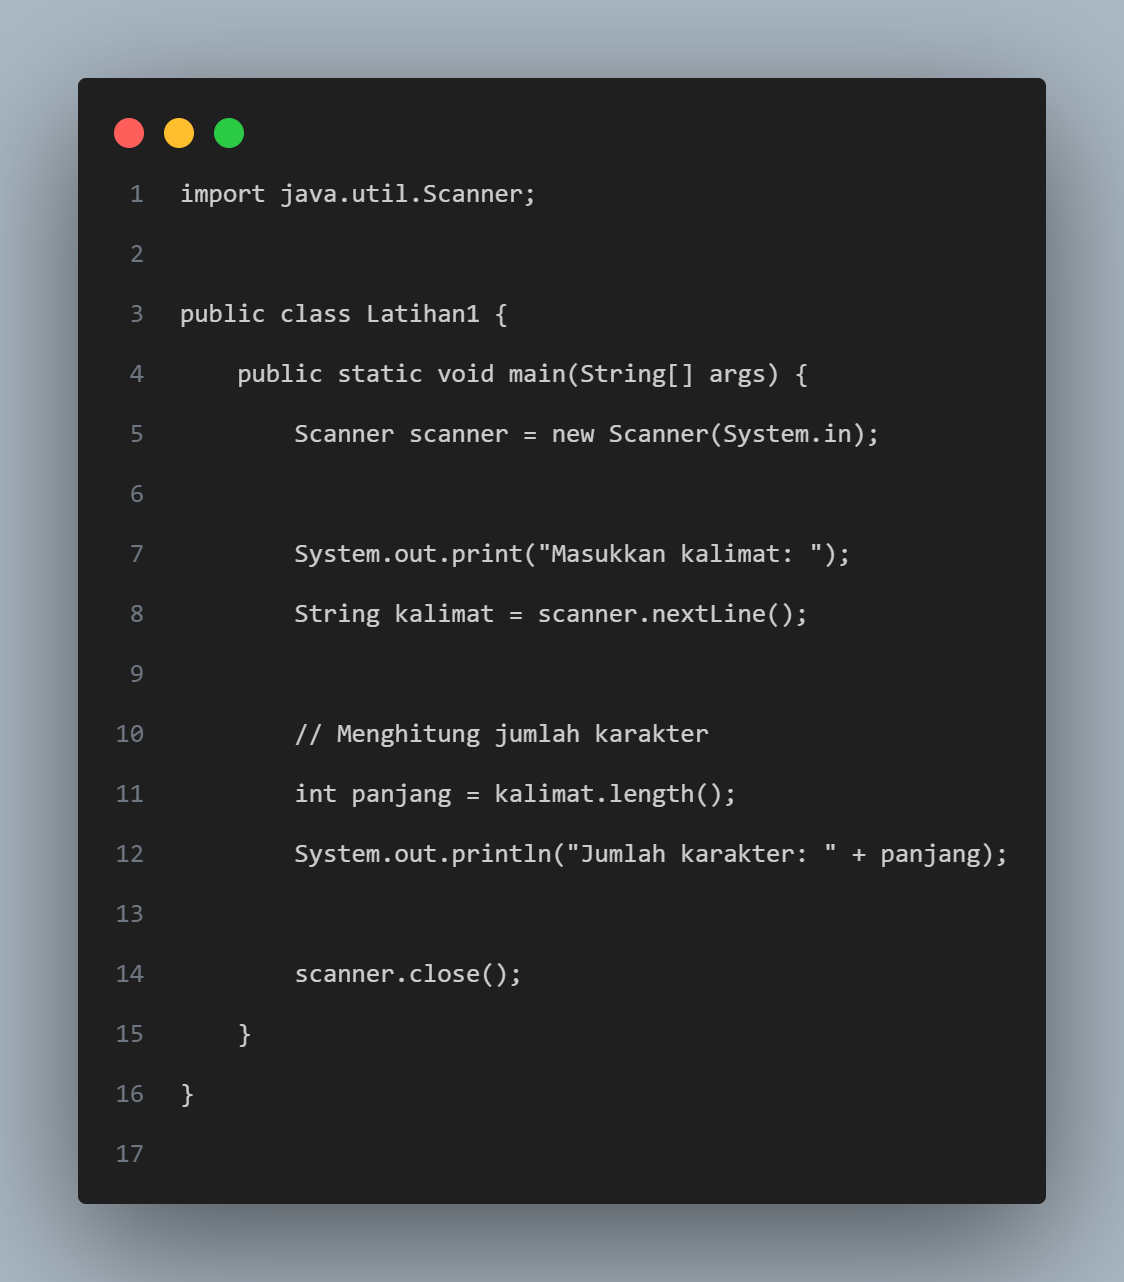 1 import java.util.Scanner;
2
3 public class Latihan1 {
4     public static void main(String[] args) {
5         Scanner scanner = new Scanner(System.in);
6
7         System.out.print("Masukkan kalimat: ");
8         String kalimat = scanner.nextLine();
9
10         // Menghitung jumlah karakter
11         int panjang = kalimat.length();
12         System.out.println("Jumlah karakter: " + panjang);
13
14         scanner.close();
15     }
16 }
17